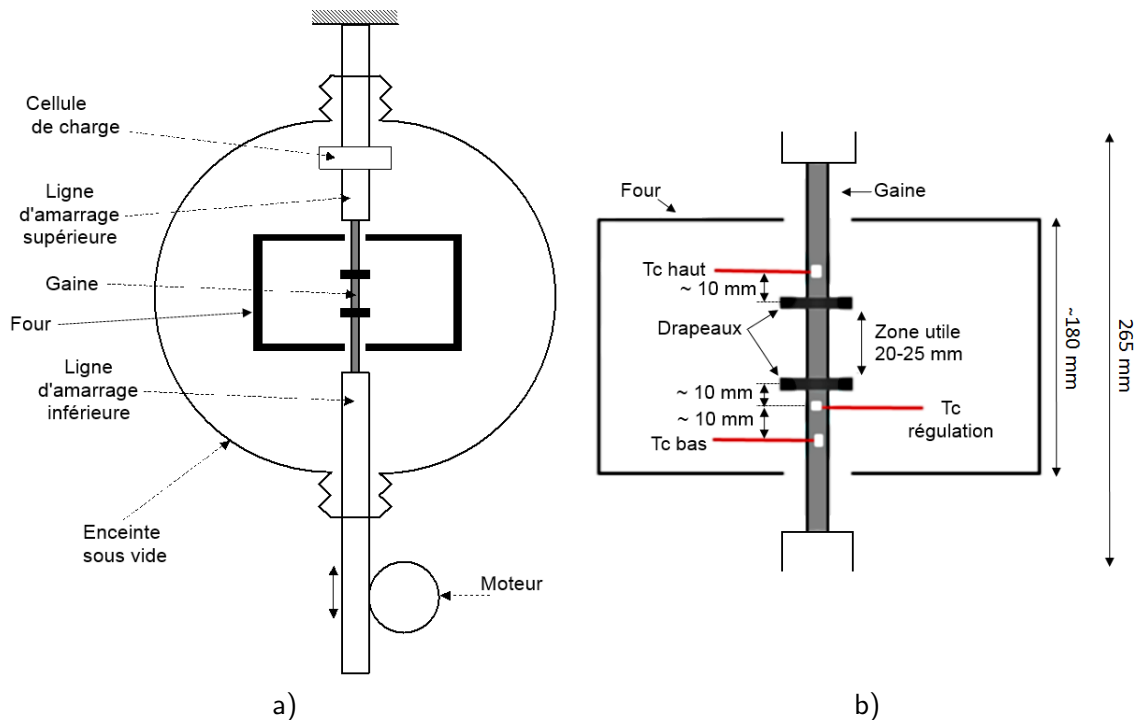 Cellule
de charge
Ligne
d'amarrage
supérieure
Gaine
Four
Ligne
d'amarrage
inférieure
Enceinte
sous vide
Moteur
a)
Four
Gaine
Tc haut
~ 10 mm
Drapeaux
Zone utile
20-25 mm
~ 10 mm
~ 10 mm
Tc
régulation
Tc bas
~180 mm
265 mm
b)